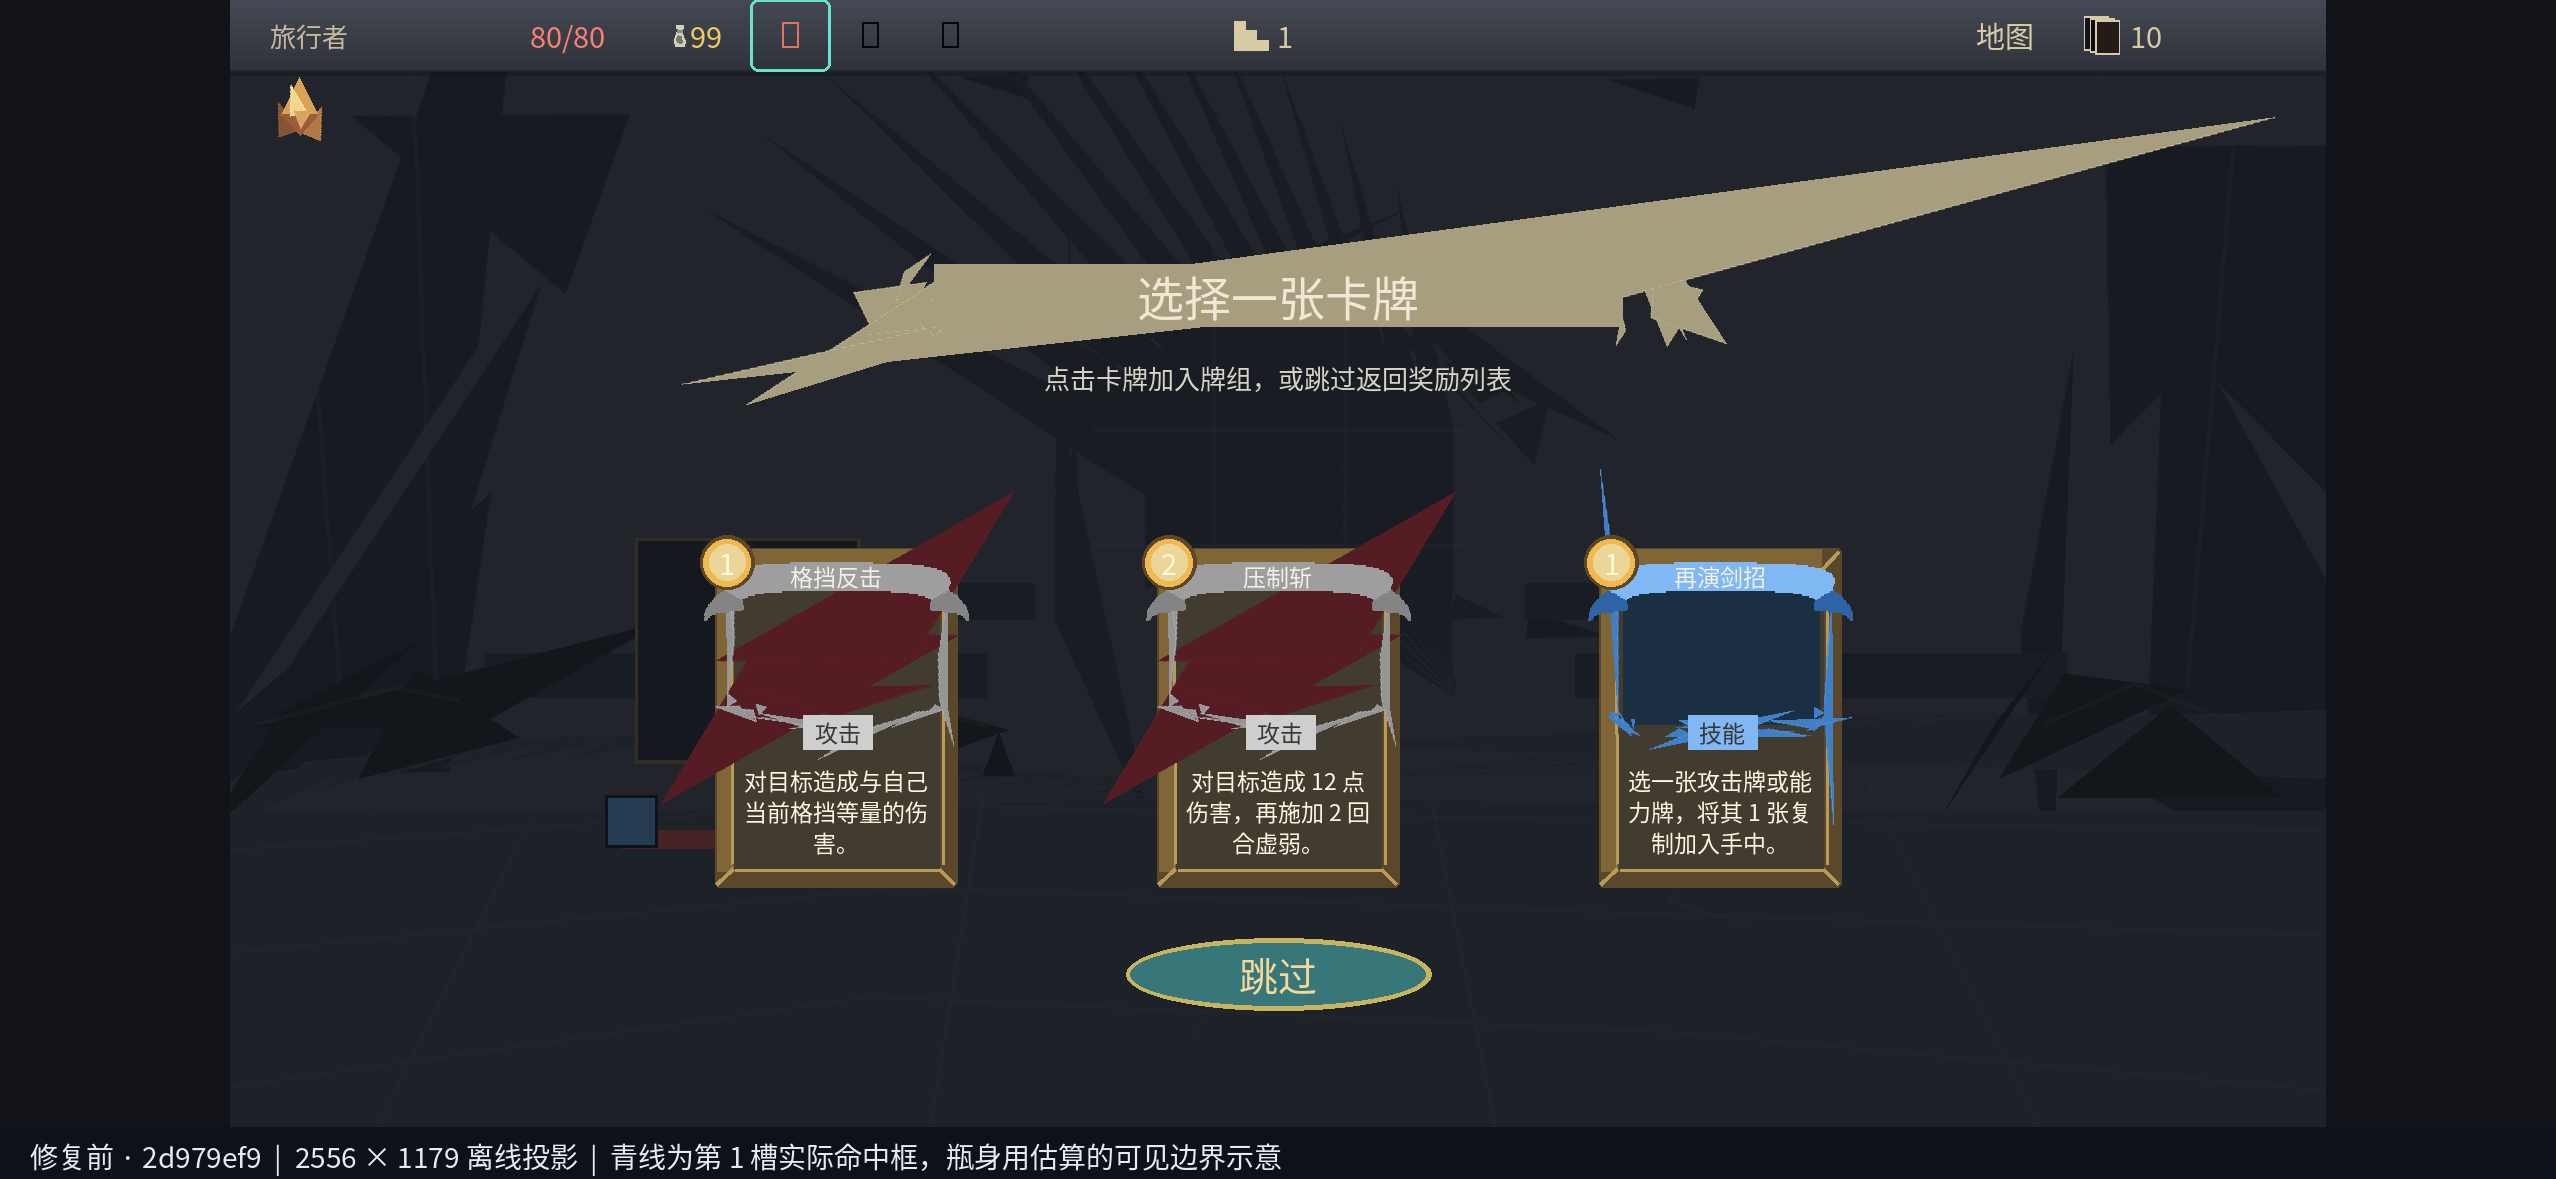 旅行者 80/80 99 1 地图 10
选择一张卡牌
点击卡牌加入牌组，或跳过返回奖励列表
1
格挡反击
攻击
对目标造成与自己
当前格挡等量的伤
害。
2
压制斩
攻击
对目标造成 12 点
伤害，再施加 2 回
合虚弱。
1
再演剑招
技能
选一张攻击牌或能
力牌，将其 1 张复
制加入手中。
跳过
修复前 · 2d979ef9 | 2556 × 1179 离线投影 | 青线为第 1 槽实际命中框，瓶身用估算的可见边界示意